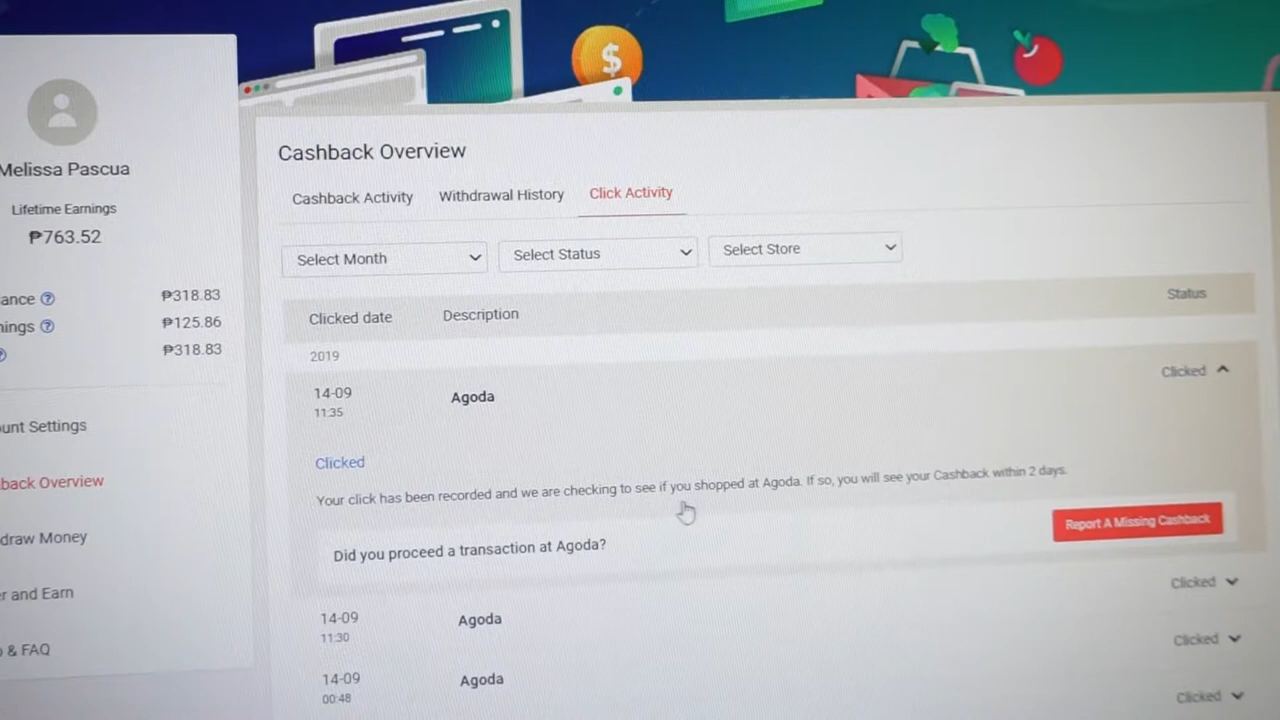 Melissa Pascua
Lifetime Earnings
₱763.52
ance ?
₱318.83
nings ?
₱125.86
?
₱318.83
unt Settings
back Overview
draw Money
r and Earn
& FAQ
Cashback Overview
Cashback Activity Withdrawal History Click Activity
Select Month Select Status Select Store
Clicked date Description Status
2019
14-09 Agoda Clicked
11:35
Clicked
Your click has been recorded and we are checking to see if you shopped at Agoda. If so, you will see your Cashback within 2 days.
Did you proceed a transaction at Agoda? Report A Missing Cashback
Clicked
14-09 Agoda
11:30 Clicked
14-09 Agoda
00:48 Clicked
$